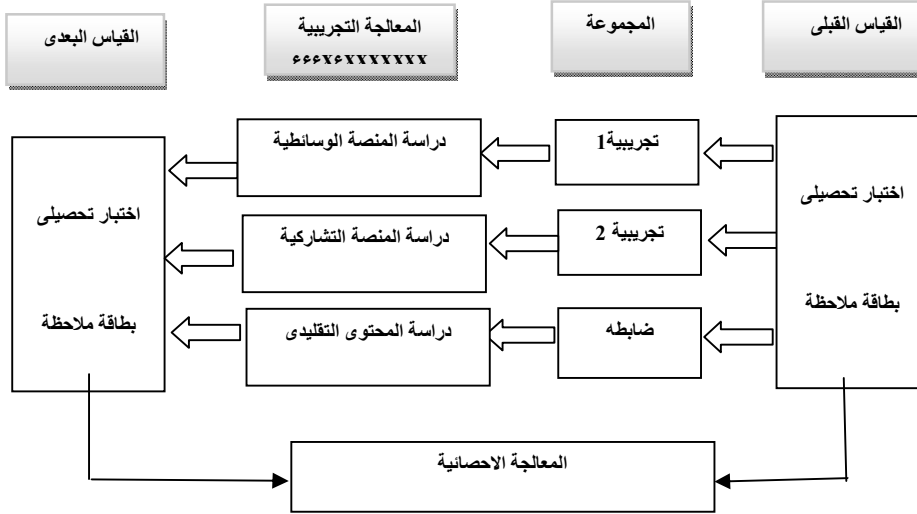 القياس القبلى
المجموعة
المعالجة التجريبية
ءءءxءxxxxxxx
القياس البعدى
اختبار تحصيلى
بطاقة ملاحظة
تجريبية1
دراسة المنصة الوسائطية
تجريبية 2
دراسة المنصة التشاركية
ضابطه
دراسة المحتوى التقليدى
اختبار تحصيلى
بطاقة ملاحظة
المعالجة الاحصائية